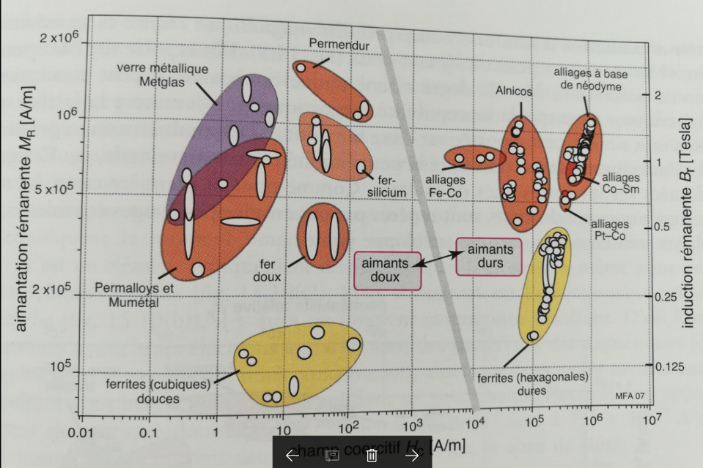 2 x10⁶
10⁶
5 x10⁵
2 x10⁵
10⁵
aimantation rémanente M_R [A/m]
verre métallique
Metglas
Permendur
fer-
silicium
fer
doux
Permalloys et
Mumétal
ferrites (cubiques)
douces
aimants
doux
aimants
durs
Alnicos
alliages à base
de néodyme
alliages
Fe-Co
alliages
Co–Sm
alliages
Pt–Co
ferrites (hexagonales)
dures
MFA 07
2
1
0.5
0.25
0.125
induction rémanente B_r [Tesla]
0.01
0.1
1
10
10²
10³
10⁴
10⁵
10⁶
10⁷
champ coercitif H_c [A/m]